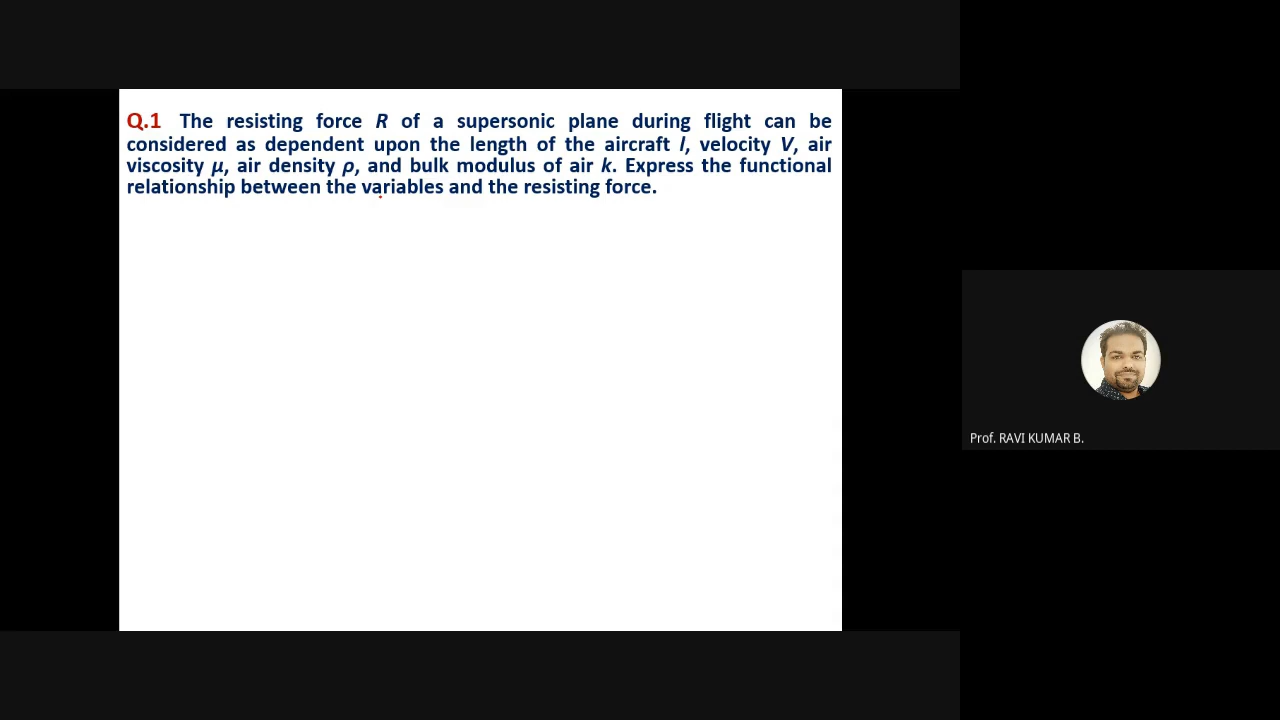 Q.1 The resisting force R of a supersonic plane during flight can be
considered as dependent upon the length of the aircraft l, velocity V, air
viscosity μ, air density ρ, and bulk modulus of air k. Express the functional
relationship between the variables and the resisting force.
Prof. RAVI KUMAR B.